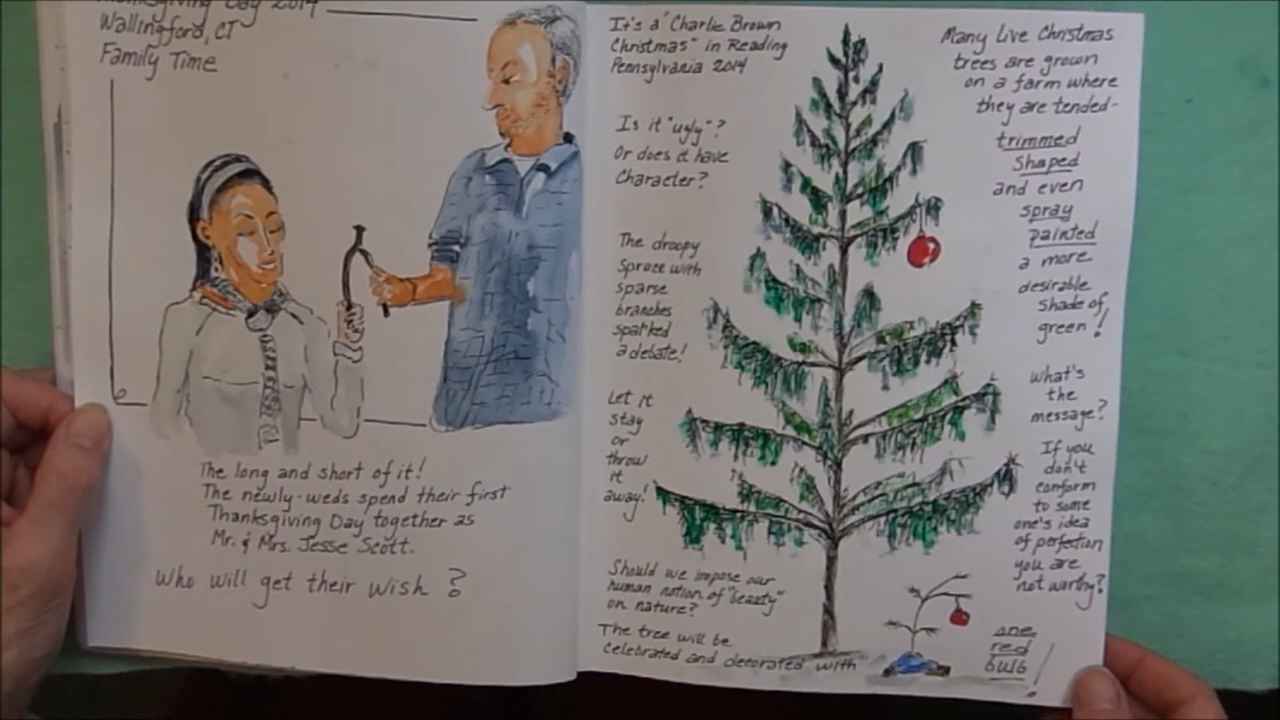 Thanksgiving Day 2014
Wallingford, CT
Family Time
The long and short of it!
The newly-weds spend their first
Thanksgiving Day together as
Mr. & Mrs. Jesse Scott.
Who will get their wish?
It's a "Charlie Brown
Christmas" in Reading
Pennsylvania 2014
Is it "ugly"?
Or does it have
Character?
The droopy
Spruce with
sparse
branches
sparked
a debate!
Let it
stay
or
throw
it
away!
Should we impose our
human notion of "beauty"
on nature?
The tree will be
celebrated and decorated with
one
red
bulb!
Many Live Christmas
trees are grown
on a farm where
they are tended-
trimmed
shaped
and even
spray
painted
a more
desirable
shade of
green!
What's
the
message?
If you
don't
conform
to some
one's idea
of perfection
you are
not worthy?